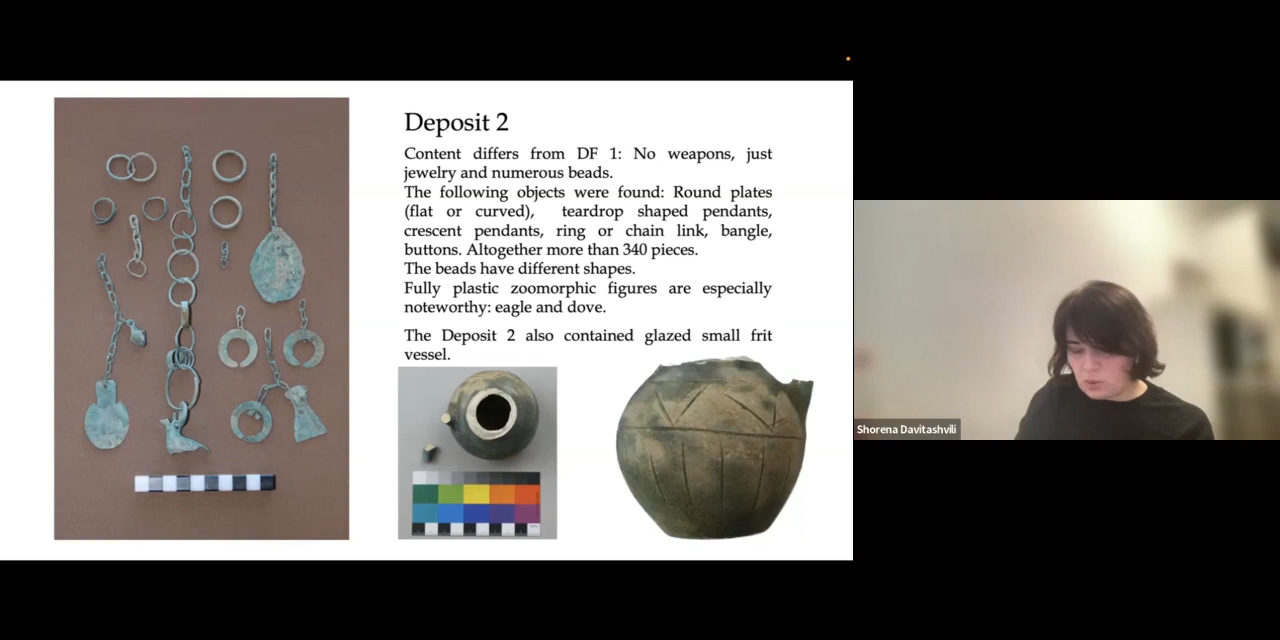 Deposit 2
Content differs from DF 1: No weapons, just
jewelry and numerous beads.
The following objects were found: Round plates
(flat or curved), teardrop shaped pendants,
crescent pendants, ring or chain link, bangle,
buttons. Altogether more than 340 pieces.
The beads have different shapes.
Fully plastic zoomorphic figures are especially
noteworthy: eagle and dove.
The Deposit 2 also contained glazed small frit
vessel.
Shorena Davitashvili